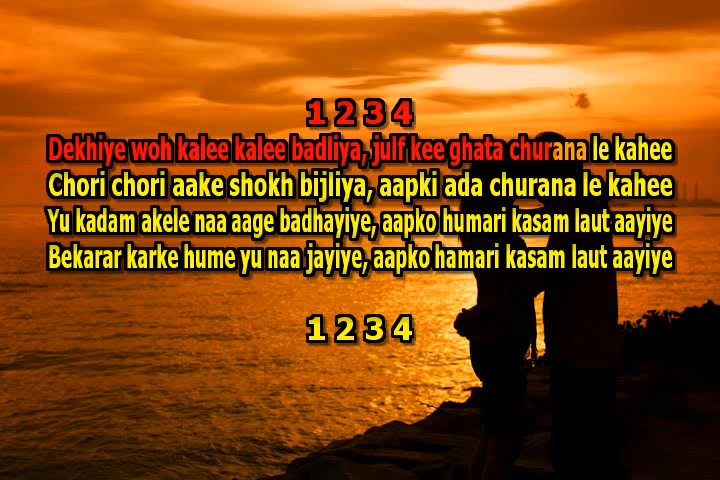 1 2 3 4
Dekhiye woh kalee kalee badliya, julf kee ghata churana le kahee
Chori chori aake shokh bijliya, aapki ada churana le kahee
Yu kadam akele naa aage badhayiye, aapko humari kasam laut aayiye
Bekarar karke hume yu naa jayiye, aapko hamari kasam laut aayiye
1 2 3 4